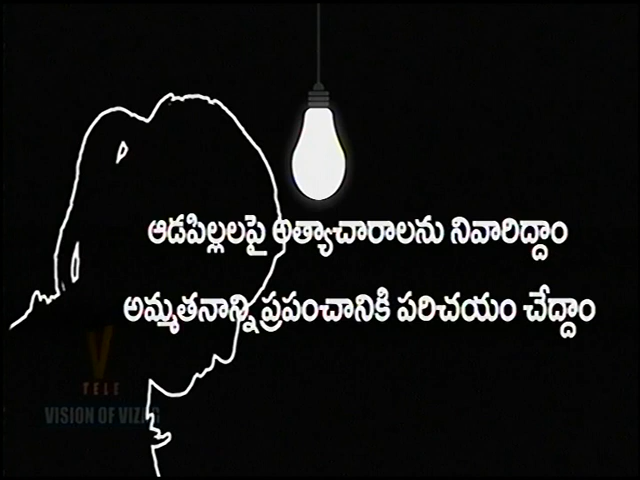 ఆడపిల్లలపై అత్యాచారాలను నివారిద్దాం
అమ్మతనాన్ని ప్రపంచానికి పరిచయం చేద్దాం
V
TELE
VISION OF VIZAG